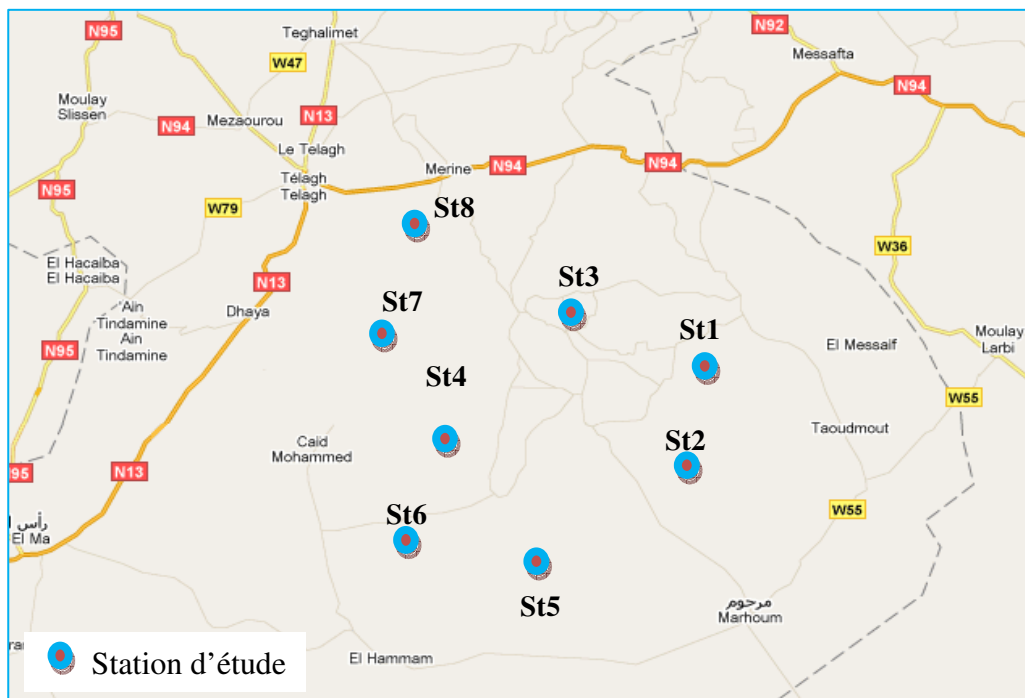 N95
Teghalimet
N92
Messafta
W47
N94
Moulay
Slissen
Mezaourou
N94
N13
Le Telagh
Merine
N94
N94
Télagh
Telagh
N95
W79
St8
W36
El Hacaiba
El Hacaiba
N13
St3
Ain
Tindamine
Ain
Tindamine
Dhaya
St7
St1
El Messaif
Moulay
Larbi
N95
St4
W55
Taoudmout
Caïd
Mohammed
St2
95
N13
W55
St6
El Ma
St5
مرحوم
Marhoum
El Hammam
Station d'étude